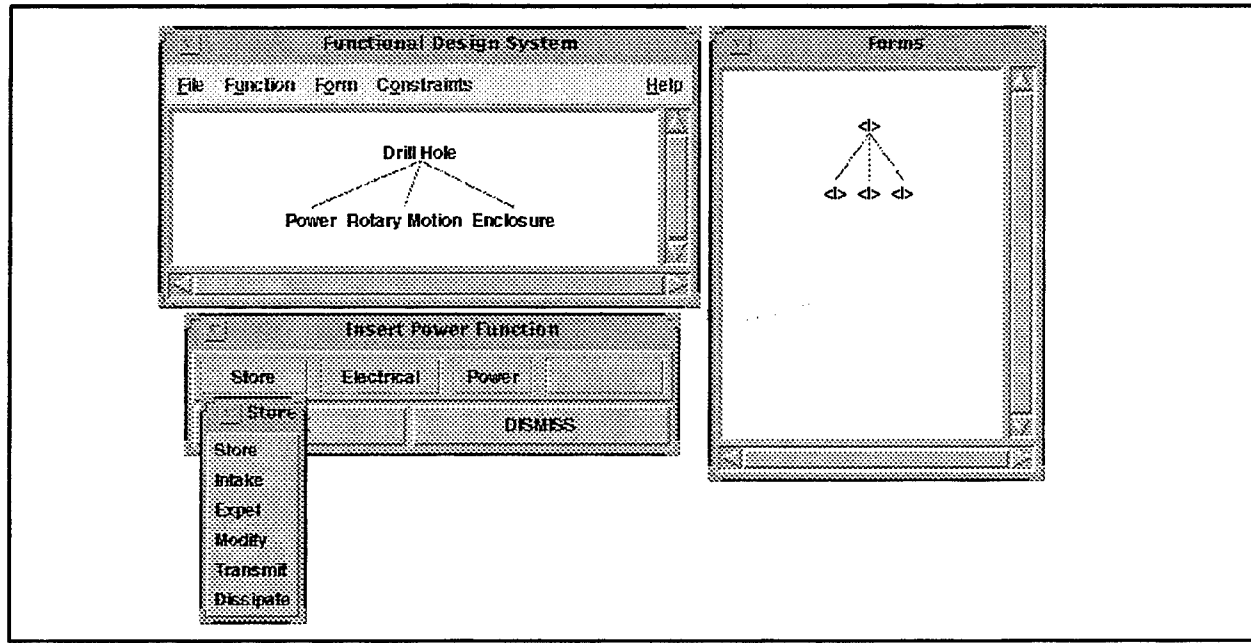 Functional Design System
File Function Form Constraints Help
Drill Hole
Power Rotary Motion Enclosure
Forms
<I>
<I> <I> <I>
Insert Power Function
Store Electrical Power
DISMISS
Store
Store
Intake
Expel
Modify
Transmit
Dissipate